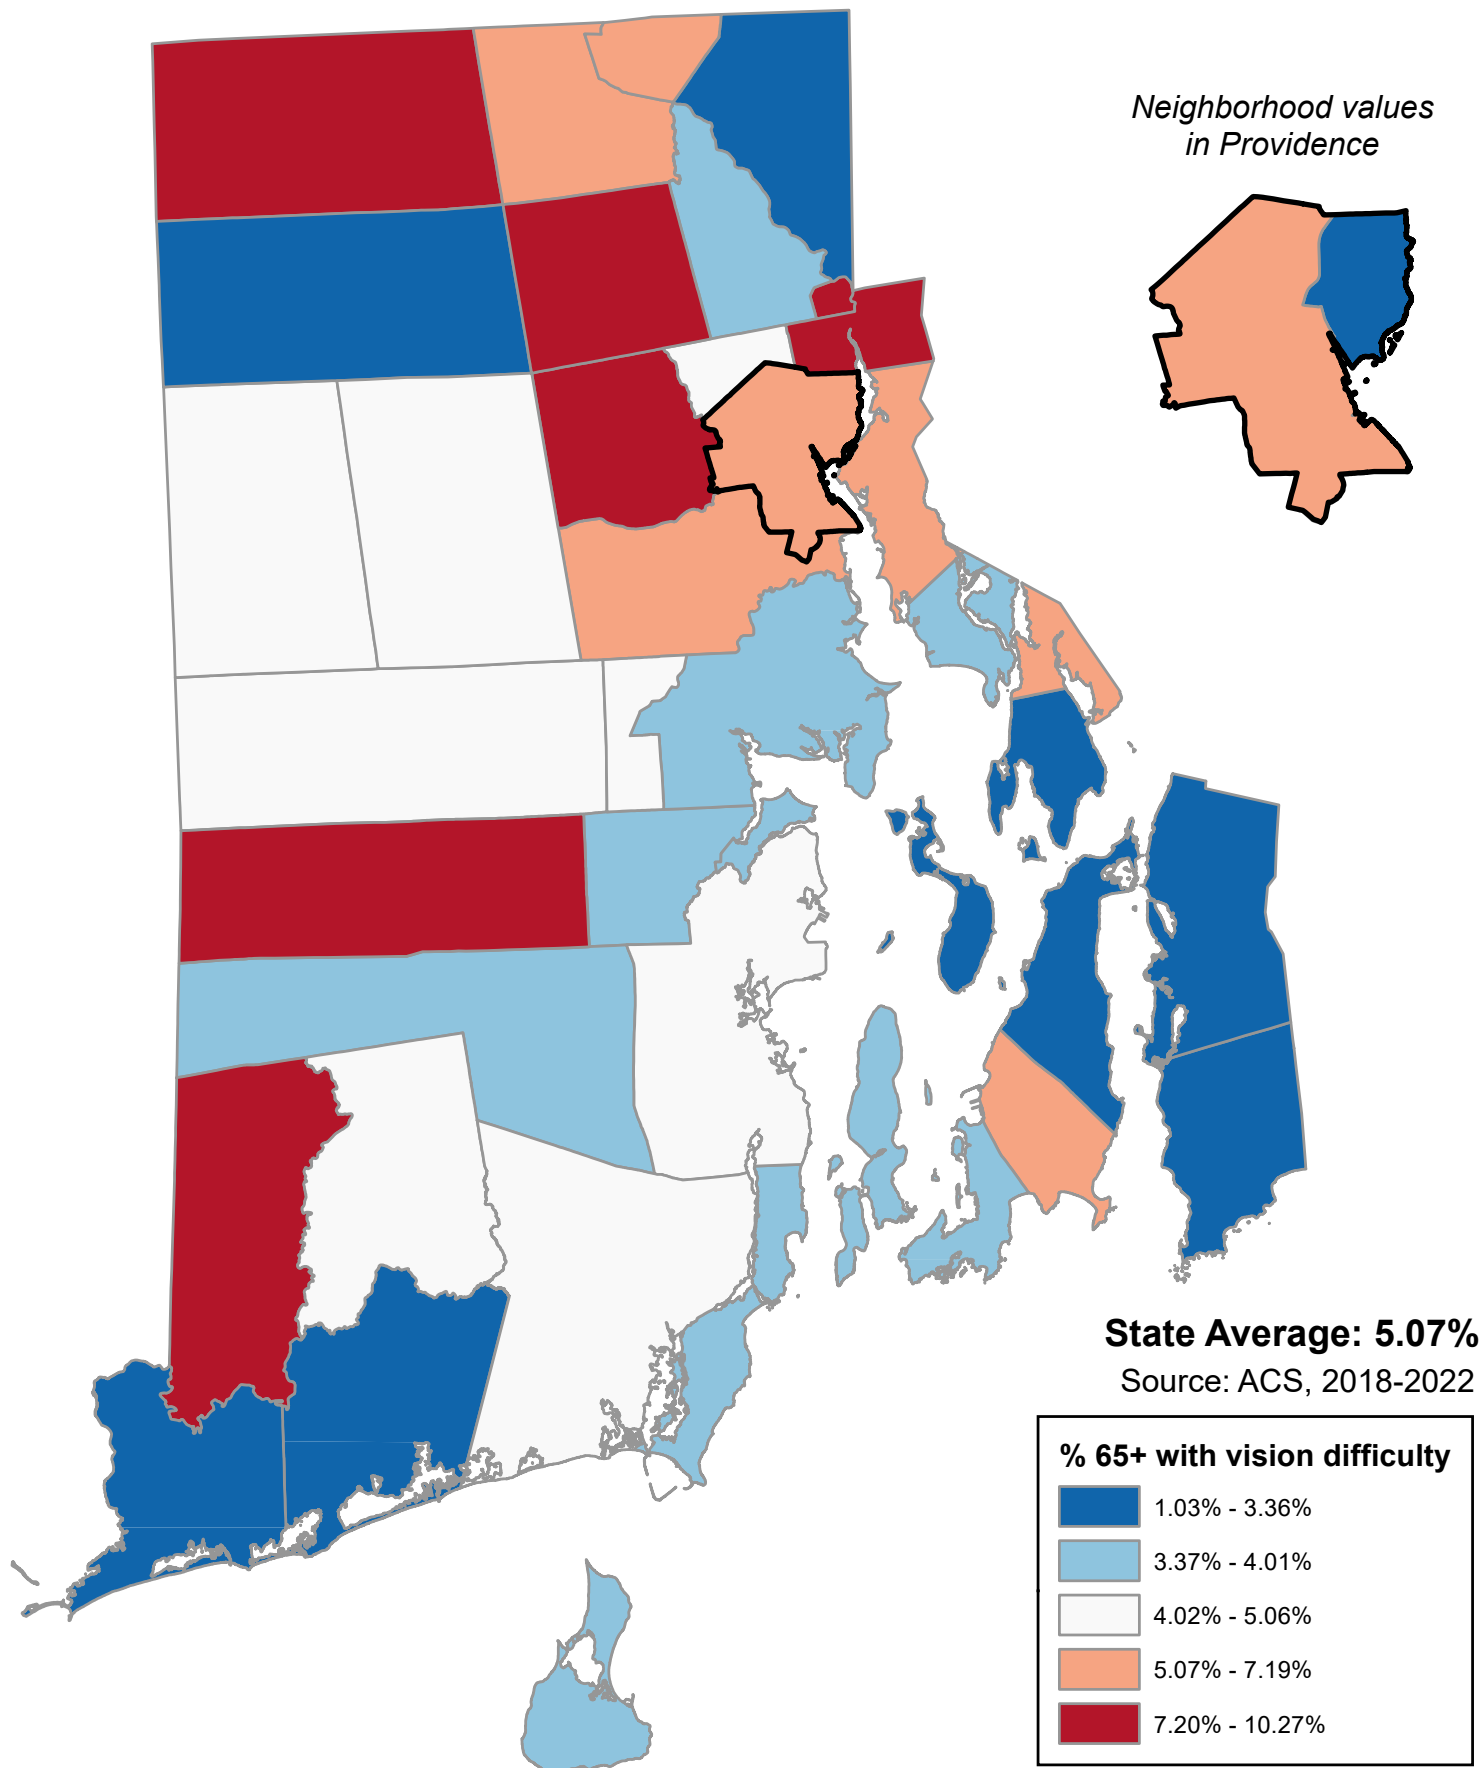 Neighborhood values
in Providence
State Average: 5.07%
Source: ACS, 2018-2022
% 65+ with vision difficulty
1.03% - 3.36%
3.37% - 4.01%
4.02% - 5.06%
5.07% - 7.19%
7.20% - 10.27%